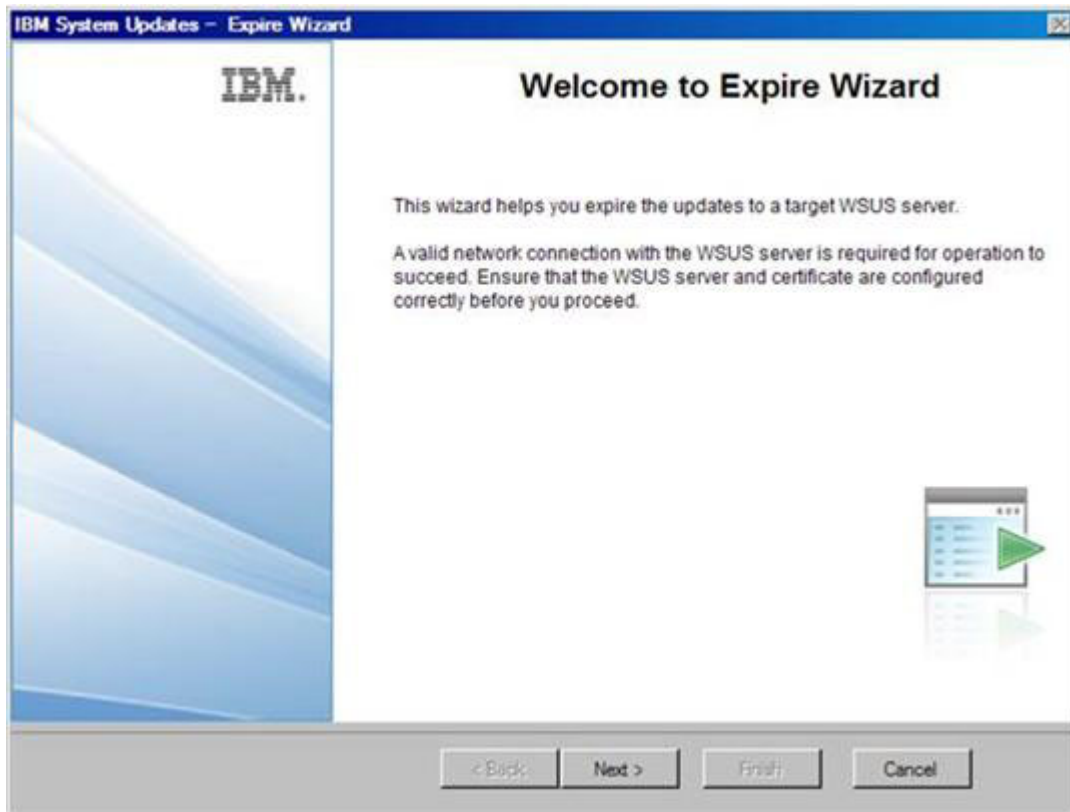 IBM System Updates – Expire Wizard
IBM.
Welcome to Expire Wizard
This wizard helps you expire the updates to a target WSUS server.
A valid network connection with the WSUS server is required for operation to
succeed. Ensure that the WSUS server and certificate are configured
correctly before you proceed.
< Back
Next >
Finish
Cancel